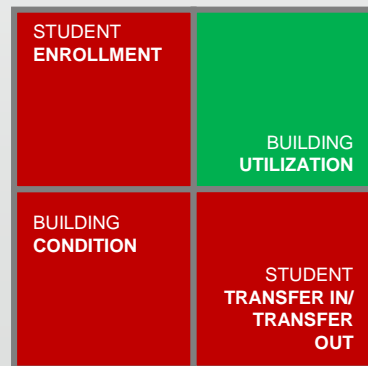 STUDENT
ENROLLMENT
BUILDING
UTILIZATION
BUILDING
CONDITION
STUDENT
TRANSFER IN/
TRANSFER
OUT